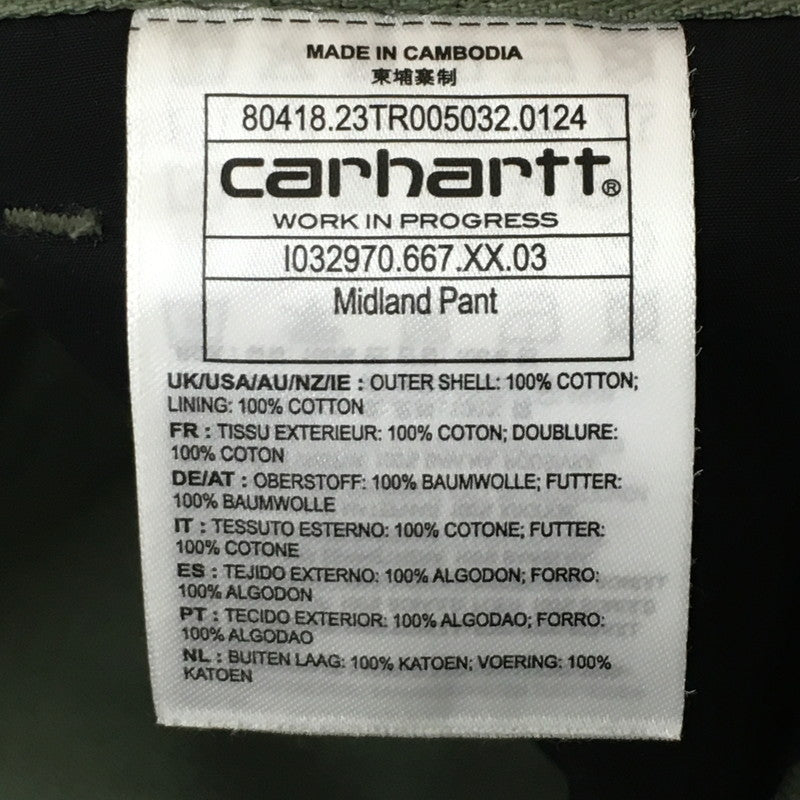 MADE IN CAMBODIA
柬埔寨制
80418.23TR005032.0124
carhartt®
WORK IN PROGRESS
I032970.667.XX.03
Midland Pant
UK/USA/AU/NZ/IE : OUTER SHELL: 100% COTTON;
LINING: 100% COTTON
FR : TISSU EXTERIEUR: 100% COTON; DOUBLURE:
100% COTON
DE/AT : OBERSTOFF: 100% BAUMWOLLE; FUTTER:
100% BAUMWOLLE
IT : TESSUTO ESTERNO: 100% COTONE; FUTTER:
100% COTONE
ES : TEJIDO EXTERNO: 100% ALGODON; FORRO:
100% ALGODON
PT : TECIDO EXTERIOR: 100% ALGODAO; FORRO:
100% ALGODAO
NL : BUITEN LAAG: 100% KATOEN; VOERING: 100%
KATOEN